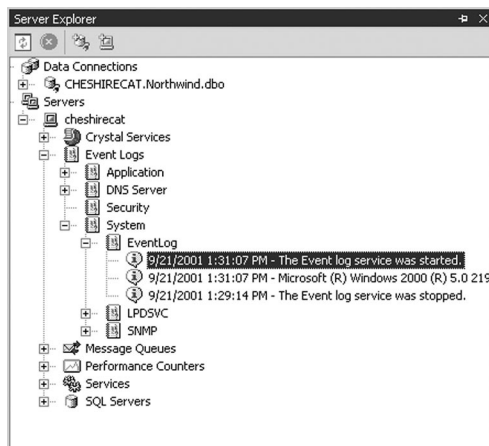 Server Explorer
Data Connections
CHESHIRECAT.Northwind.dbo
Servers
cheshirecat
Crystal Services
Event Logs
Application
DNS Server
Security
System
EventLog
9/21/2001 1:31:07 PM - The Event log service was started.
9/21/2001 1:31:07 PM - Microsoft (R) Windows 2000 (R) 5.0 219
9/21/2001 1:29:14 PM - The Event log service was stopped.
LPDSVC
SNMP
Message Queues
Performance Counters
Services
SQL Servers